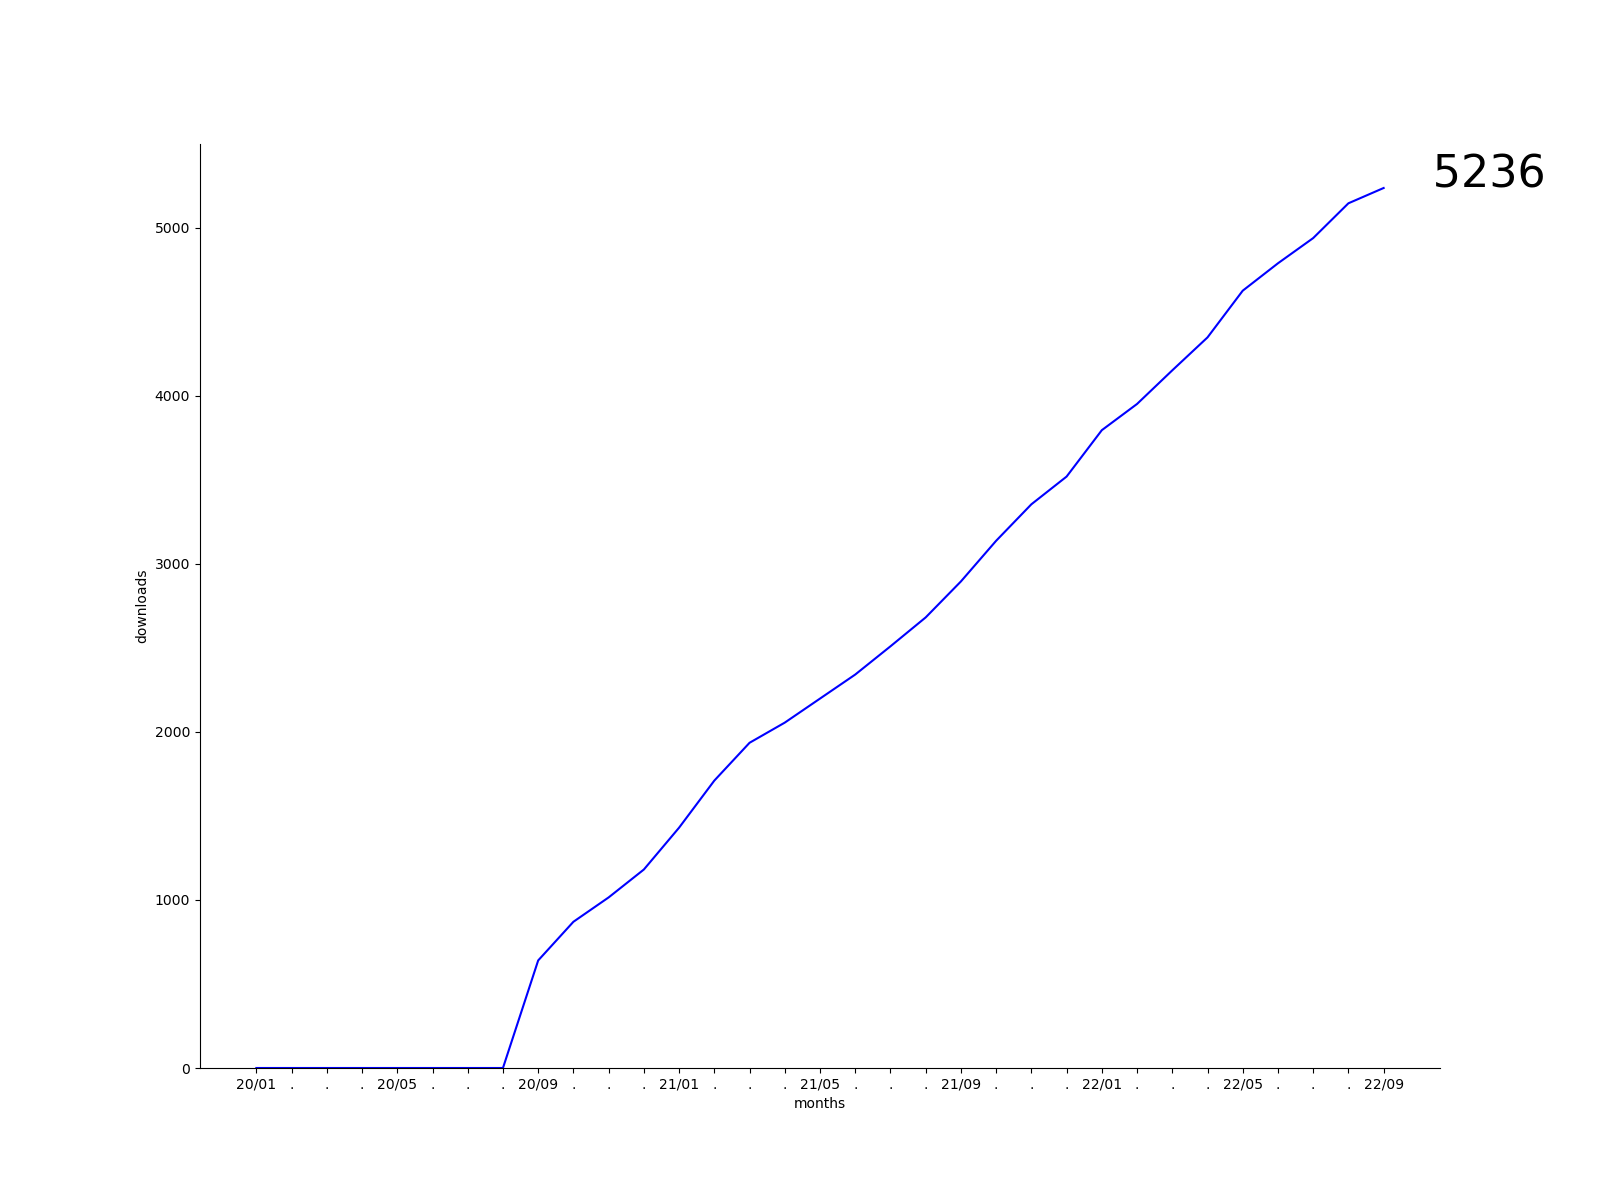 5236
5000
4000
3000
2000
1000
0
downloads
20/01 . . . 20/05 . . . 20/09 . . . 21/01 . . . 21/05 . . . 21/09 . . . 22/01 . . . 22/05 . . . 22/09
months